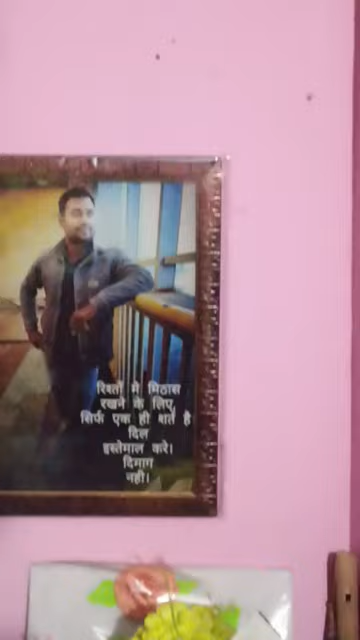 रिश्तों में मिठास
रखने के लिए,
सिर्फ एक ही शर्त है
दिल
इस्तेमाल करे।
दिमाग
नही।